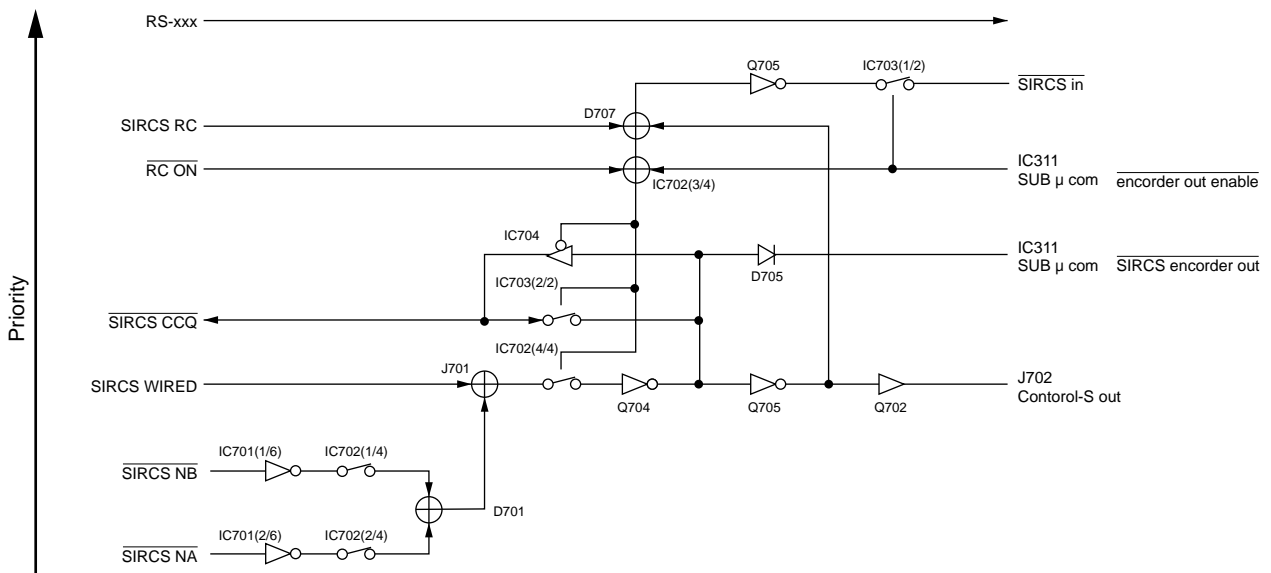 RS-xxx
Q705
IC703(1/2)
SIRCS in
D707
SIRCS RC
RC ON
IC702(3/4)
IC311
SUB μ com encorder out enable
IC704
D705
IC311
SUB μ com SIRCS encorder out
Priority
IC703(2/2)
SIRCS CCQ
IC702(4/4)
J701
SIRCS WIRED
Q704
Q705
Q702
J702
Contorol-S out
IC701(1/6)
IC702(1/4)
SIRCS NB
D701
IC701(2/6)
IC702(2/4)
SIRCS NA